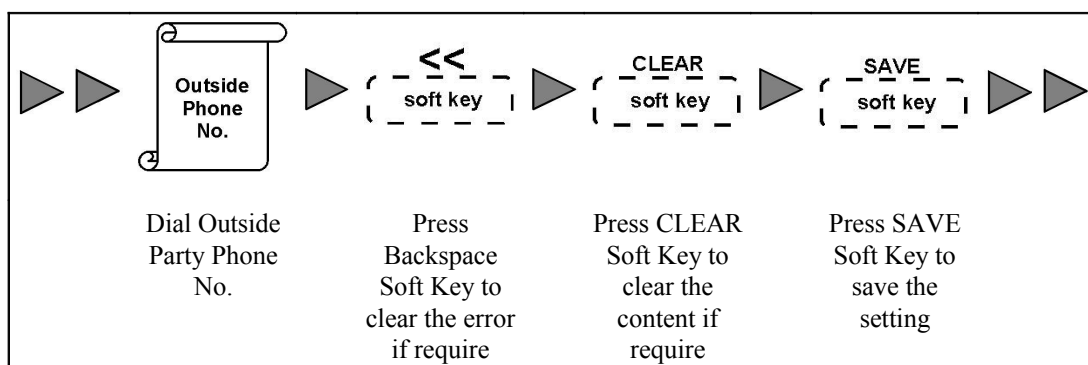 Outside
Phone
No.
<<
soft key
CLEAR
soft key
SAVE
soft key
Dial Outside
Party Phone
No.
Press
Backspace
Soft Key to
clear the error
if require
Press CLEAR
Soft Key to
clear the
content if
require
Press SAVE
Soft Key to
save the
setting